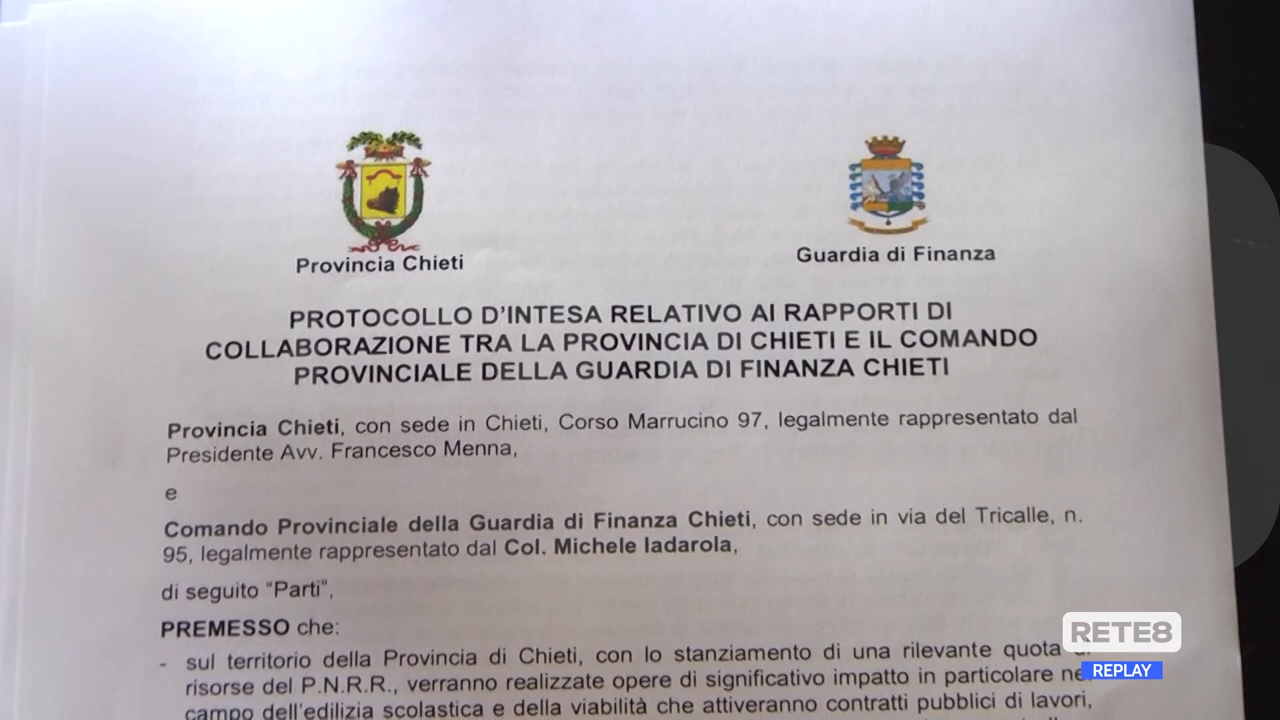 Provincia Chieti
Guardia di Finanza
PROTOCOLLO D'INTESA RELATIVO AI RAPPORTI DI
COLLABORAZIONE TRA LA PROVINCIA DI CHIETI E IL COMANDO
PROVINCIALE DELLA GUARDIA DI FINANZA CHIETI
Provincia Chieti, con sede in Chieti, Corso Marrucino 97, legalmente rappresentato dal
Presidente Avv. Francesco Menna,
e
Comando Provinciale della Guardia di Finanza Chieti, con sede in via del Tricalle, n.
95, legalmente rappresentato dal Col. Michele Iadarola,
di seguito “Parti”,
PREMESSO che:
- sul territorio della Provincia di Chieti, con lo stanziamento di una rilevante quota
risorse del P.N.R.R., verranno realizzate opere di significativo impatto in particolare
campo dell'edilizia scolastica e della viabilità che attiveranno contratti pubblici di lavori,
RETE8
REPLAY